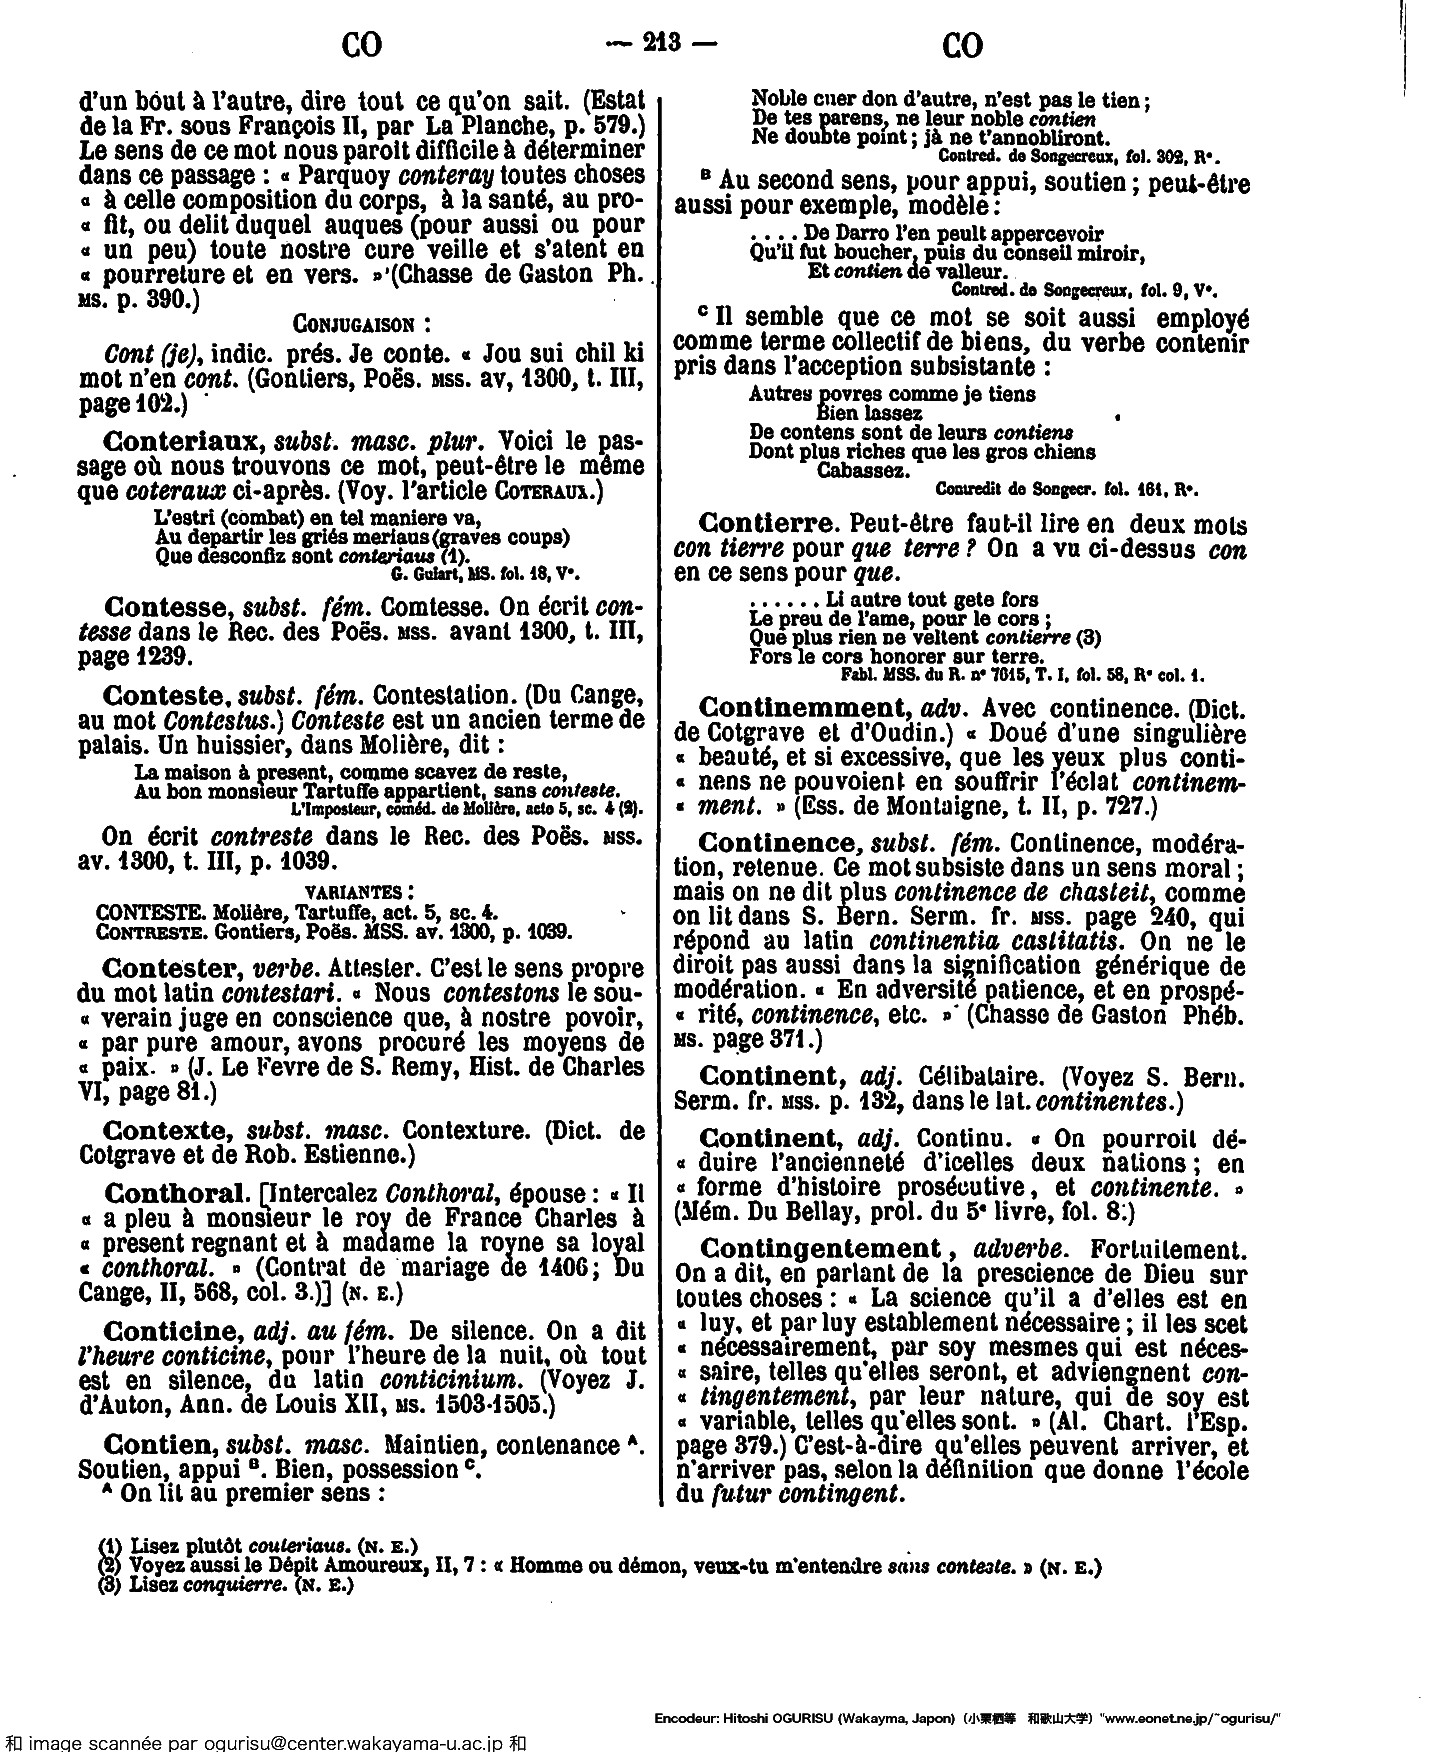 CO — 213 — CO
d'un bout à l'autre, dire tout ce qu'on sait. (Estat
de la Fr. sous François II, par La Planche, p. 579.)
Le sens de ce mot nous paroit difficile à déterminer
dans ce passage : « Parquoy conteray toutes choses
« à celle composition du corps, à la santé, au pro-
« fit, ou delit duquel auques (pour aussi ou pour
« un peu) toute nostre cure veille et s'atent en
« pourreture et en vers. » (Chasse de Gaston Ph.
MS. p. 390.)
CONJUGAISON :
Cont (je), indic. prés. Je conte. « Jou sui chil ki
mot n'en cont. (Gontiers, Poës. MSS. av, 1300, t. III,
page 102.)
Conteriaux, subst. masc. plur. Voici le pas-
sage où nous trouvons ce mot, peut-être le même
que coteraux ci-après. (Voy. l'article COTERAUX.)
L'estri (combat) en tel maniere va,
Au departir les griés meriaus (graves coups)
Que desconfiz sont conteriaus (1).
G. Guiart, MS. fol. 18, V°.
Contesse, subst. fém. Comtesse. On écrit con-
tesse dans le Rec. des Poës. MSS. avant 1300, t. III,
page 1239.
Conteste, subst. fém. Contestation. (Du Cange,
au mot Contestus.) Conteste est un ancien terme de
palais. Un huissier, dans Molière, dit :
La maison à present, comme scavez de reste,
Au bon monsieur Tartuffe appartient, sans conteste.
L'Imposteur, coméd. de Molière, acte 5, sc. 4 (2).
On écrit contreste dans le Rec. des Poës. MSS.
av. 1300, t. III, p. 1039.
VARIANTES :
CONTESTE. Molière, Tartuffe, act. 5, sc. 4.
CONTRESTE. Gontiers, Poës. MSS. av. 1300, p. 1039.
Contester, verbe. Attester. C'est le sens propre
du mot latin contestari. « Nous contestons le sou-
« verain juge en conscience que, à nostre povoir,
« par pure amour, avons procuré les moyens de
« paix. » (J. Le Fevre de S. Remy, Hist. de Charles
VI, page 81.)
Contexte, subst. masc. Contexture. (Dict. de
Cotgrave et de Rob. Estienne.)
Conthoral. [Intercalez Conthoral, épouse : « Il
« a pleu à monsieur le roy de France Charles à
« present regnant et à madame la royne sa loyal
« conthoral. » (Contrat de mariage de 1406; Du
Cange, II, 568, col. 3.)] (N. E.)
Conticine, adj. au fém. De silence. On a dit
l'heure conticine, pour l'heure de la nuit, où tout
est en silence, du latin conticinium. (Voyez J.
d'Auton, Ann. de Louis XII, MS. 1503-1505.)
Contien, subst. masc. Maintien, contenance A.
Soutien, appui B. Bien, possession C.
A On lit au premier sens :
Noble cuer don d'autre, n'est pas le tien ;
De tes parens, ne leur noble contien
Ne doubte point ; jà ne t'annobliront.
Contred. de Songecreux, fol. 302, R°.
B Au second sens, pour appui, soutien ; peut-être
aussi pour exemple, modèle :
. . . . De Darro l'en peult appercevoir
Qu'il fut boucher, puis du conseil miroir,
Et contien de valleur.
Contred. de Songecreux, fol. 9, V°.
C Il semble que ce mot se soit aussi employé
comme terme collectif de biens, du verbe contenir
pris dans l'acception subsistante :
Autres povres comme je tiens
Bien lassez
De contens sont de leurs contiens
Dont plus riches que les gros chiens
Cabassez.
Contredit de Songecr. fol. 161, R°.
Contierre. Peut-être faut-il lire en deux mots
con tierre pour que terre ? On a vu ci-dessus con
en ce sens pour que.
. . . . . . Li autre tout gete fors
Le preu de l'ame, pour le cors ;
Que plus rien ne veltent contierre (3)
Fors le cors honorer sur terre.
Fabl. MSS. du R. n° 7615, T. I, fol. 58, R° col. 1.
Continemment, adv. Avec continence. (Dict.
de Cotgrave et d'Oudin.) « Doué d'une singulière
« beauté, et si excessive, que les yeux plus conti-
« nens ne pouvoient en souffrir l'éclat continem-
« ment. » (Ess. de Montaigne, t. II, p. 727.)
Continence, subst. fém. Continence, modéra-
tion, retenue. Ce mot subsiste dans un sens moral ;
mais on ne dit plus continence de chasteit, comme
on lit dans S. Bern. Serm. fr. MSS. page 240, qui
répond au latin continentia castitatis. On ne le
diroit pas aussi dans la signification générique de
modération. « En adversité patience, et en prospé-
« rité, continence, etc. » (Chasse de Gaston Phéb.
MS. page 371.)
Continent, adj. Célibataire. (Voyez S. Bern.
Serm. fr. MSS. p. 132, dans le lat. continentes.)
Continent, adj. Continu. « On pourroit dé-
« duire l'ancienneté d'icelles deux nations ; en
« forme d'histoire prosécutive, et continente. »
(Mém. Du Bellay, prol. du 5e livre, fol. 8.)
Contingentement, adverbe. Fortuitement.
On a dit, en parlant de la prescience de Dieu sur
toutes choses : « La science qu'il a d'elles est en
« luy, et par luy establement nécessaire ; il les scet
« nécessairement, par soy mesmes qui est néces-
« saire, telles qu'elles seront, et adviengnent con-
« tingentement, par leur nature, qui de soy est
« variable, telles qu'elles sont. » (Al. Chart. l'Esp.
page 379.) C'est-à-dire qu'elles peuvent arriver, et
n'arriver pas, selon la définition que donne l'école
du futur contingent.
(1) Lisez plutôt couteriaus. (N. E.)
(2) Voyez aussi le Dépit Amoureux, II, 7 : « Homme ou démon, veux-tu m'entendre sans conteste. » (N. E.)
(3) Lisez conquierre. (N. E.)
Encodeur: Hitoshi OGURISU (Wakayma, Japon) (小栗栖等 和歌山大学) "www.eonet.ne.jp/~ogurisu/"
和 image scannée par ogurisu@center.wakayama-u.ac.jp 和